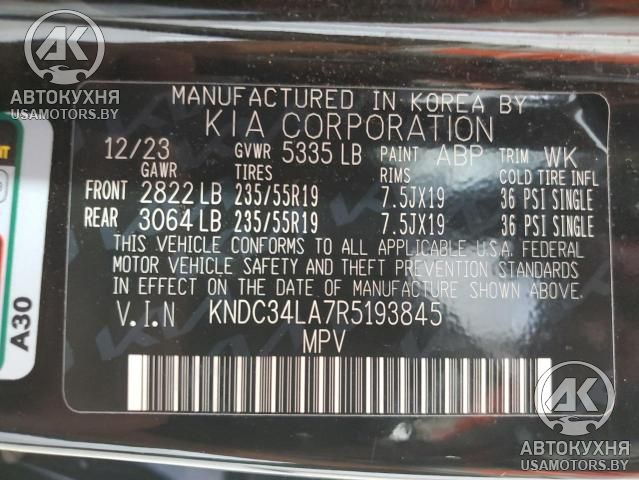 AK
АВТОКУХНЯ
USAMOTORS.BY
MANUFACTURED IN KOREA BY
KIA CORPORATION
12/23 GVWR 5335 LB PAINT ABP TRIM WK
GAWR TIRES RIMS COLD TIRE INFL
FRONT 2822 LB 235/55R19 7.5JX19 36 PSI SINGLE
REAR 3064 LB 235/55R19 7.5JX19 36 PSI SINGLE
THIS VEHICLE CONFORMS TO ALL APPLICABLE U.S.A. FEDERAL
MOTOR VEHICLE SAFETY AND THEFT PREVENTION STANDARDS
IN EFFECT ON THE DATE OF MANUFACTURE SHOWN ABOVE.
V.I.N KNDC34LA7R5193845
MPV
A30
AK
АВТОКУХНЯ
USAMOTORS.BY